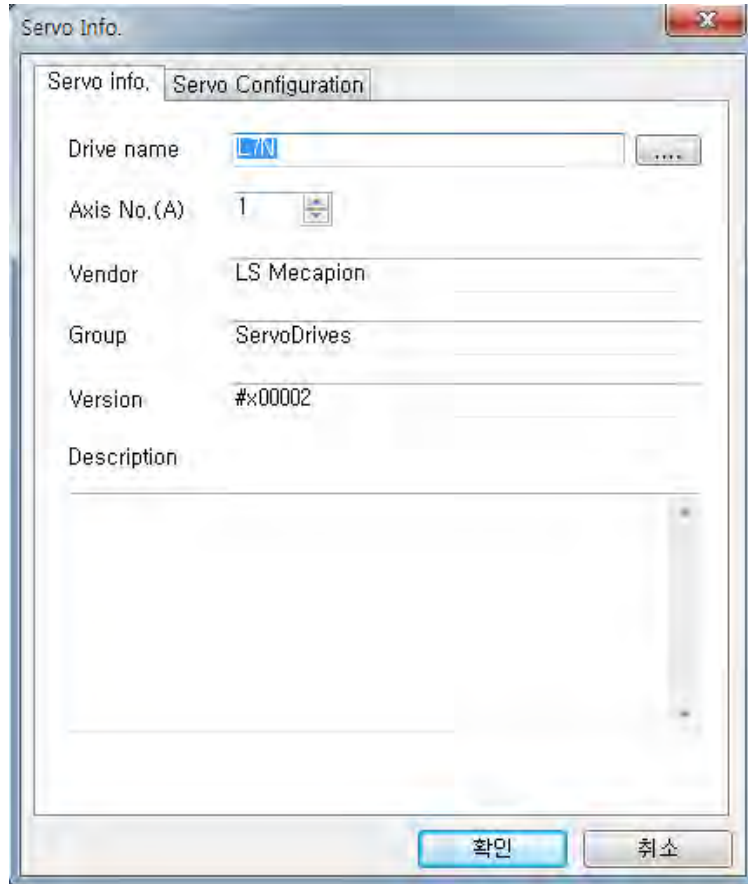 Servo Info.
Servo info. Servo Configuration
Drive name L7N ....
Axis No.(A) 1
Vendor LS Mecapion
Group ServoDrives
Version #x00002
Description
확인 취소